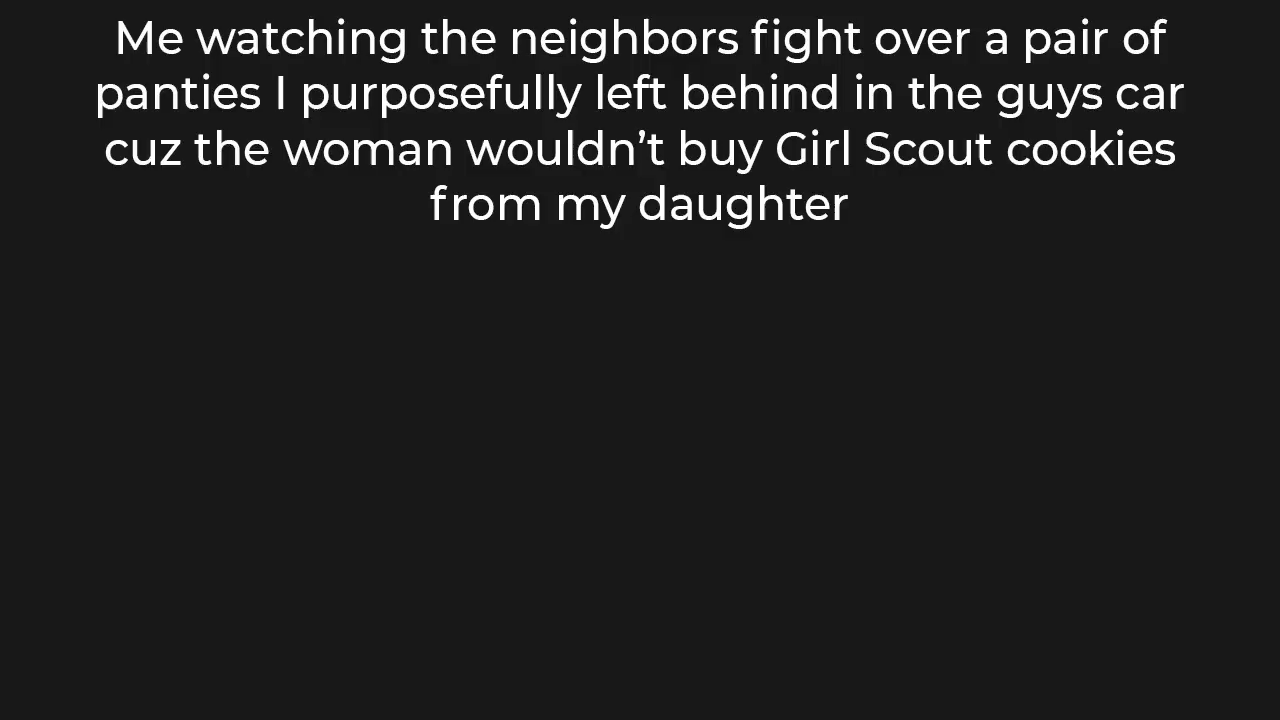 Me watching the neighbors fight over a pair of
panties I purposefully left behind in the guys car
cuz the woman wouldn’t buy Girl Scout cookies
from my daughter